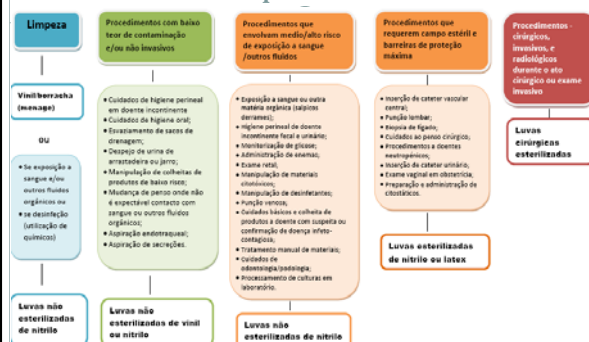 Limpeza
Vinil/borracha
(menage)
ou
• Se exposição a
sangue e/ou
outros fluidos
orgânicos ou
• se desinfeção
(utilização de
químicos)
Luvas não
esterilizadas
de nitrilo
Procedimentos com baixo
teor de contaminação
e/ou não invasivos
• Cuidados de higiene perineal
em doente incontinente
• Cuidados de higiene oral;
• Esvaziamento de sacos de
drenagem;
• Despejo de urina de
arrastadeira ou jarro;
• Manipulação de colheitas de
produtos de baixo risco;
• Mudança de penso onde não
é expectável contacto com
sangue ou outros fluidos
orgânicos;
• Aspiração endotraqueal;
• Aspiração de secreções.
Luvas não
esterilizadas de vinil
ou nitrilo
Procedimentos que
envolvam medio/alto risco
de exposição a sangue
/outros fluidos
• Exposição a sangue ou outra
matéria orgânica (salpicos
derrames);
• Higiene perineal de doente
incontinente fecal e urinário;
• Monitorização de glicose;
• Administração de enemas;
• Exame retal;
• Manipulação de materiais
citotóxicos;
• Manipulação de desinfetantes;
• Punção venosa;
• Cuidados básicos e colheita de
produtos a doente com suspeita ou
confirmação de doença infeto-
contagiosa;
• Tratamento manual de materiais;
• Cuidados de
odontologia/podologia;
• Processamento de culturas em
laboratório.
Luvas não
esterilizadas de nitrilo
Procedimentos que
requerem campo estéril e
barreiras de proteção
máxima
• Inserção de cateter vascular
central;
• Punção lombar;
• Biopsia de fígado;
• Cuidados ao penso cirúrgico;
• Procedimentos a doentes
neutropénicos;
• Inserção de cateter urinário;
• Exame vaginal em obstetrícia;
• Preparação e administração de
citostáticos.
Luvas esterilizadas
de nitrilo ou latex
Procedimentos -
cirúrgicos,
invasivos, e
radiológicos
durante o ato
cirúrgico ou exame
invasivo
Luvas
cirúrgicas
esterilizadas